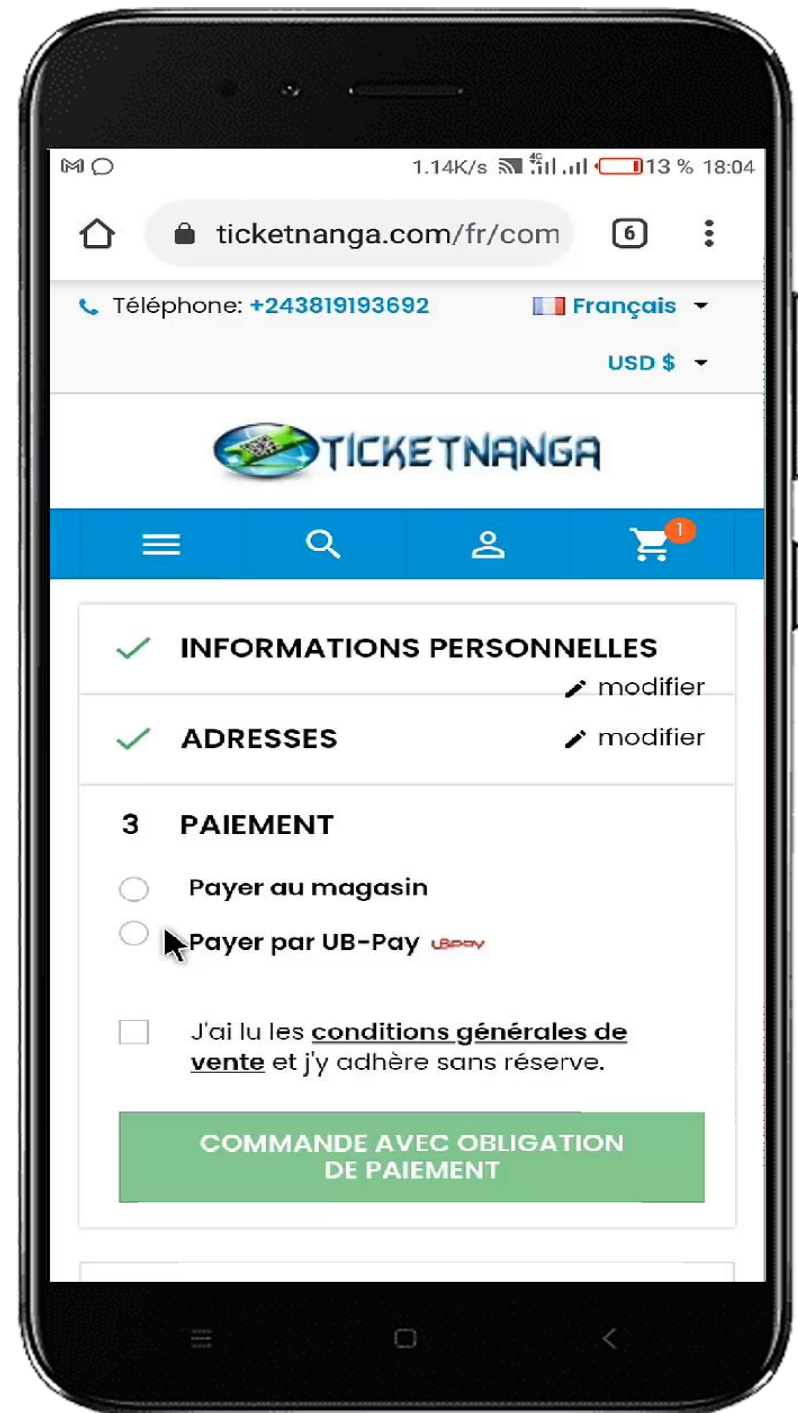 1.14K/s 4G 13 % 18:04
ticketnanga.com/fr/com 6
Téléphone: +243819193692 Français
USD $
TICKETNANGA
1
INFORMATIONS PERSONNELLES
modifier
ADRESSES modifier
3 PAIEMENT
Payer au magasin
Payer par UB-Pay UBPAY
J'ai lu les conditions générales de
vente et j'y adhère sans réserve.
COMMANDE AVEC OBLIGATION
DE PAIEMENT